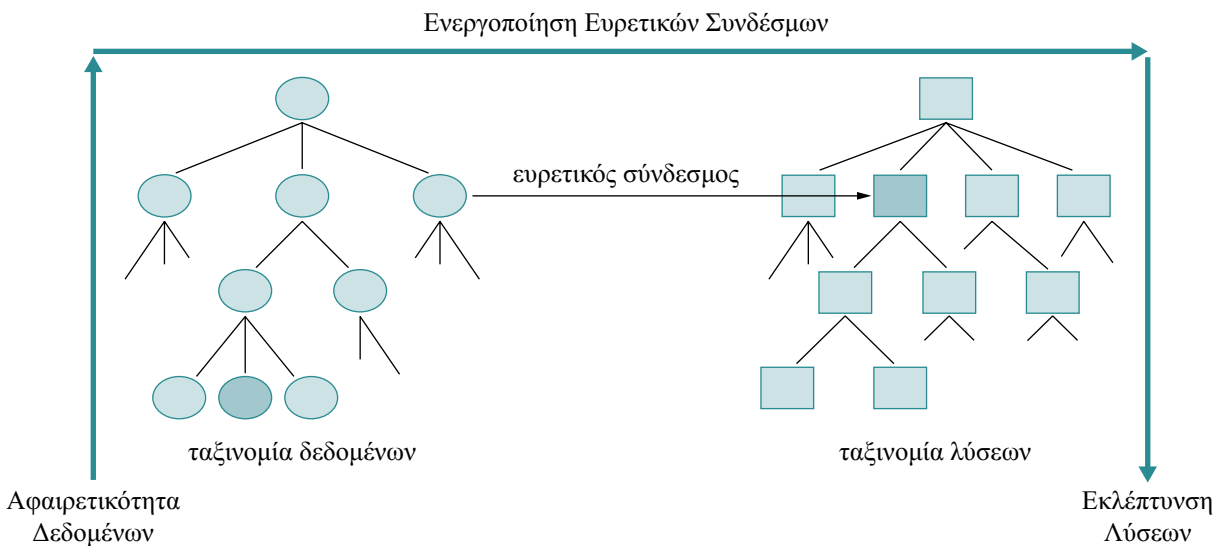 Ενεργοποίηση Ευρετικών Συνδέσμων
ευρετικός σύνδεσμος
ταξινομία δεδομένων
ταξινομία λύσεων
Αφαιρετικότητα
Δεδομένων
Εκλέπτυνση
Λύσεων